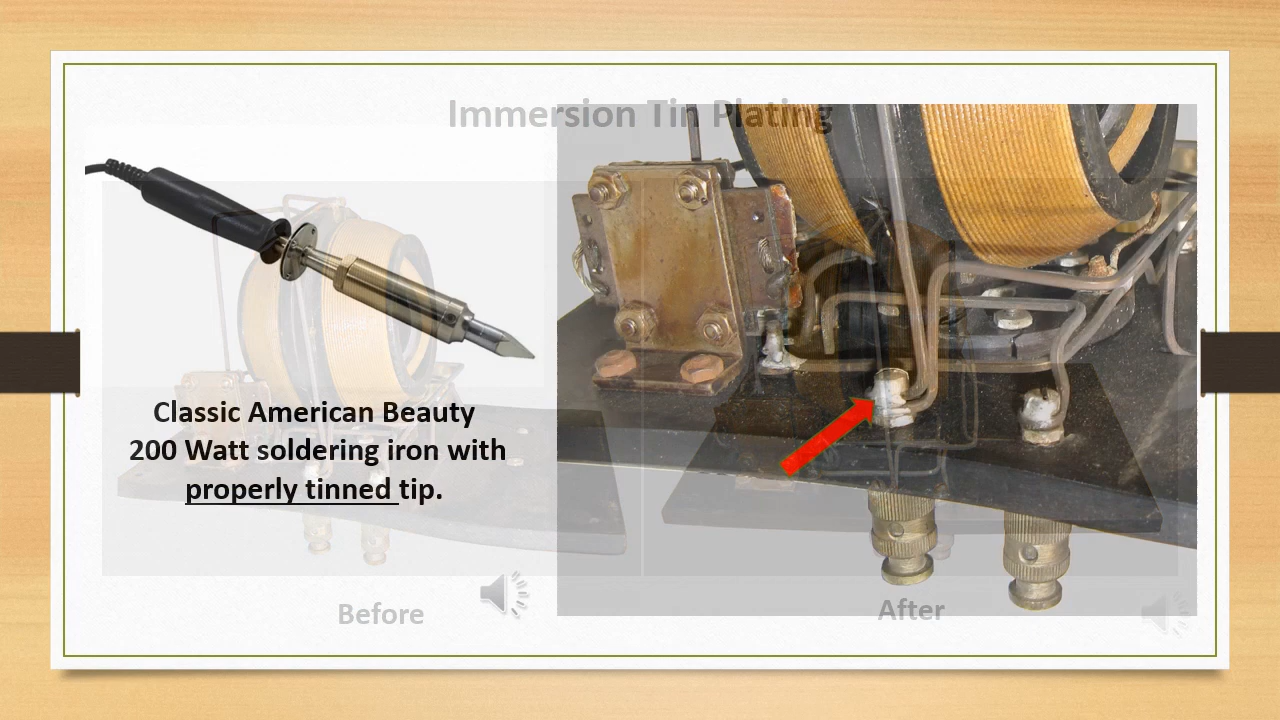 Immersion Tin Plating
Classic American Beauty
200 Watt soldering iron with
properly tinned tip.
Before
After